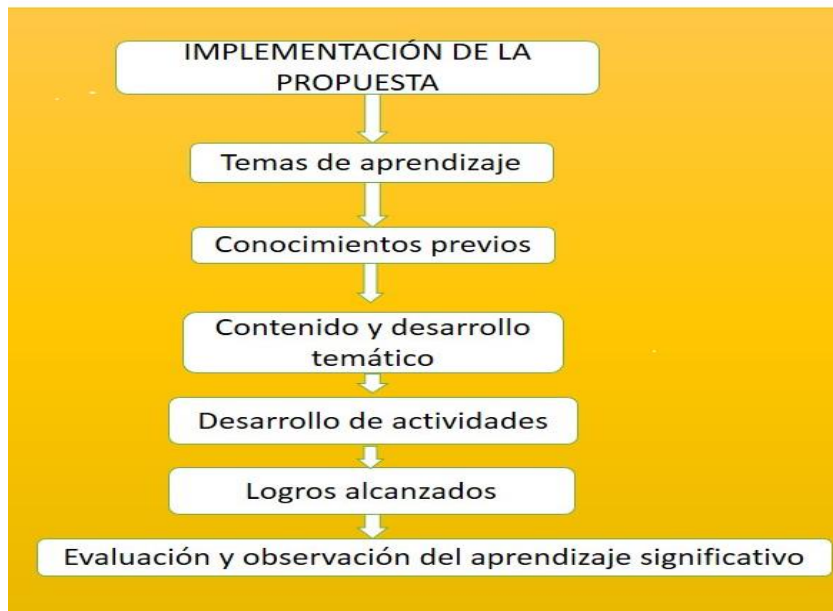 IMPLEMENTACIÓN DE LA
PROPUESTA
Temas de aprendizaje
Conocimientos previos
Contenido y desarrollo
temático
Desarrollo de actividades
Logros alcanzados
Evaluación y observación del aprendizaje significativo